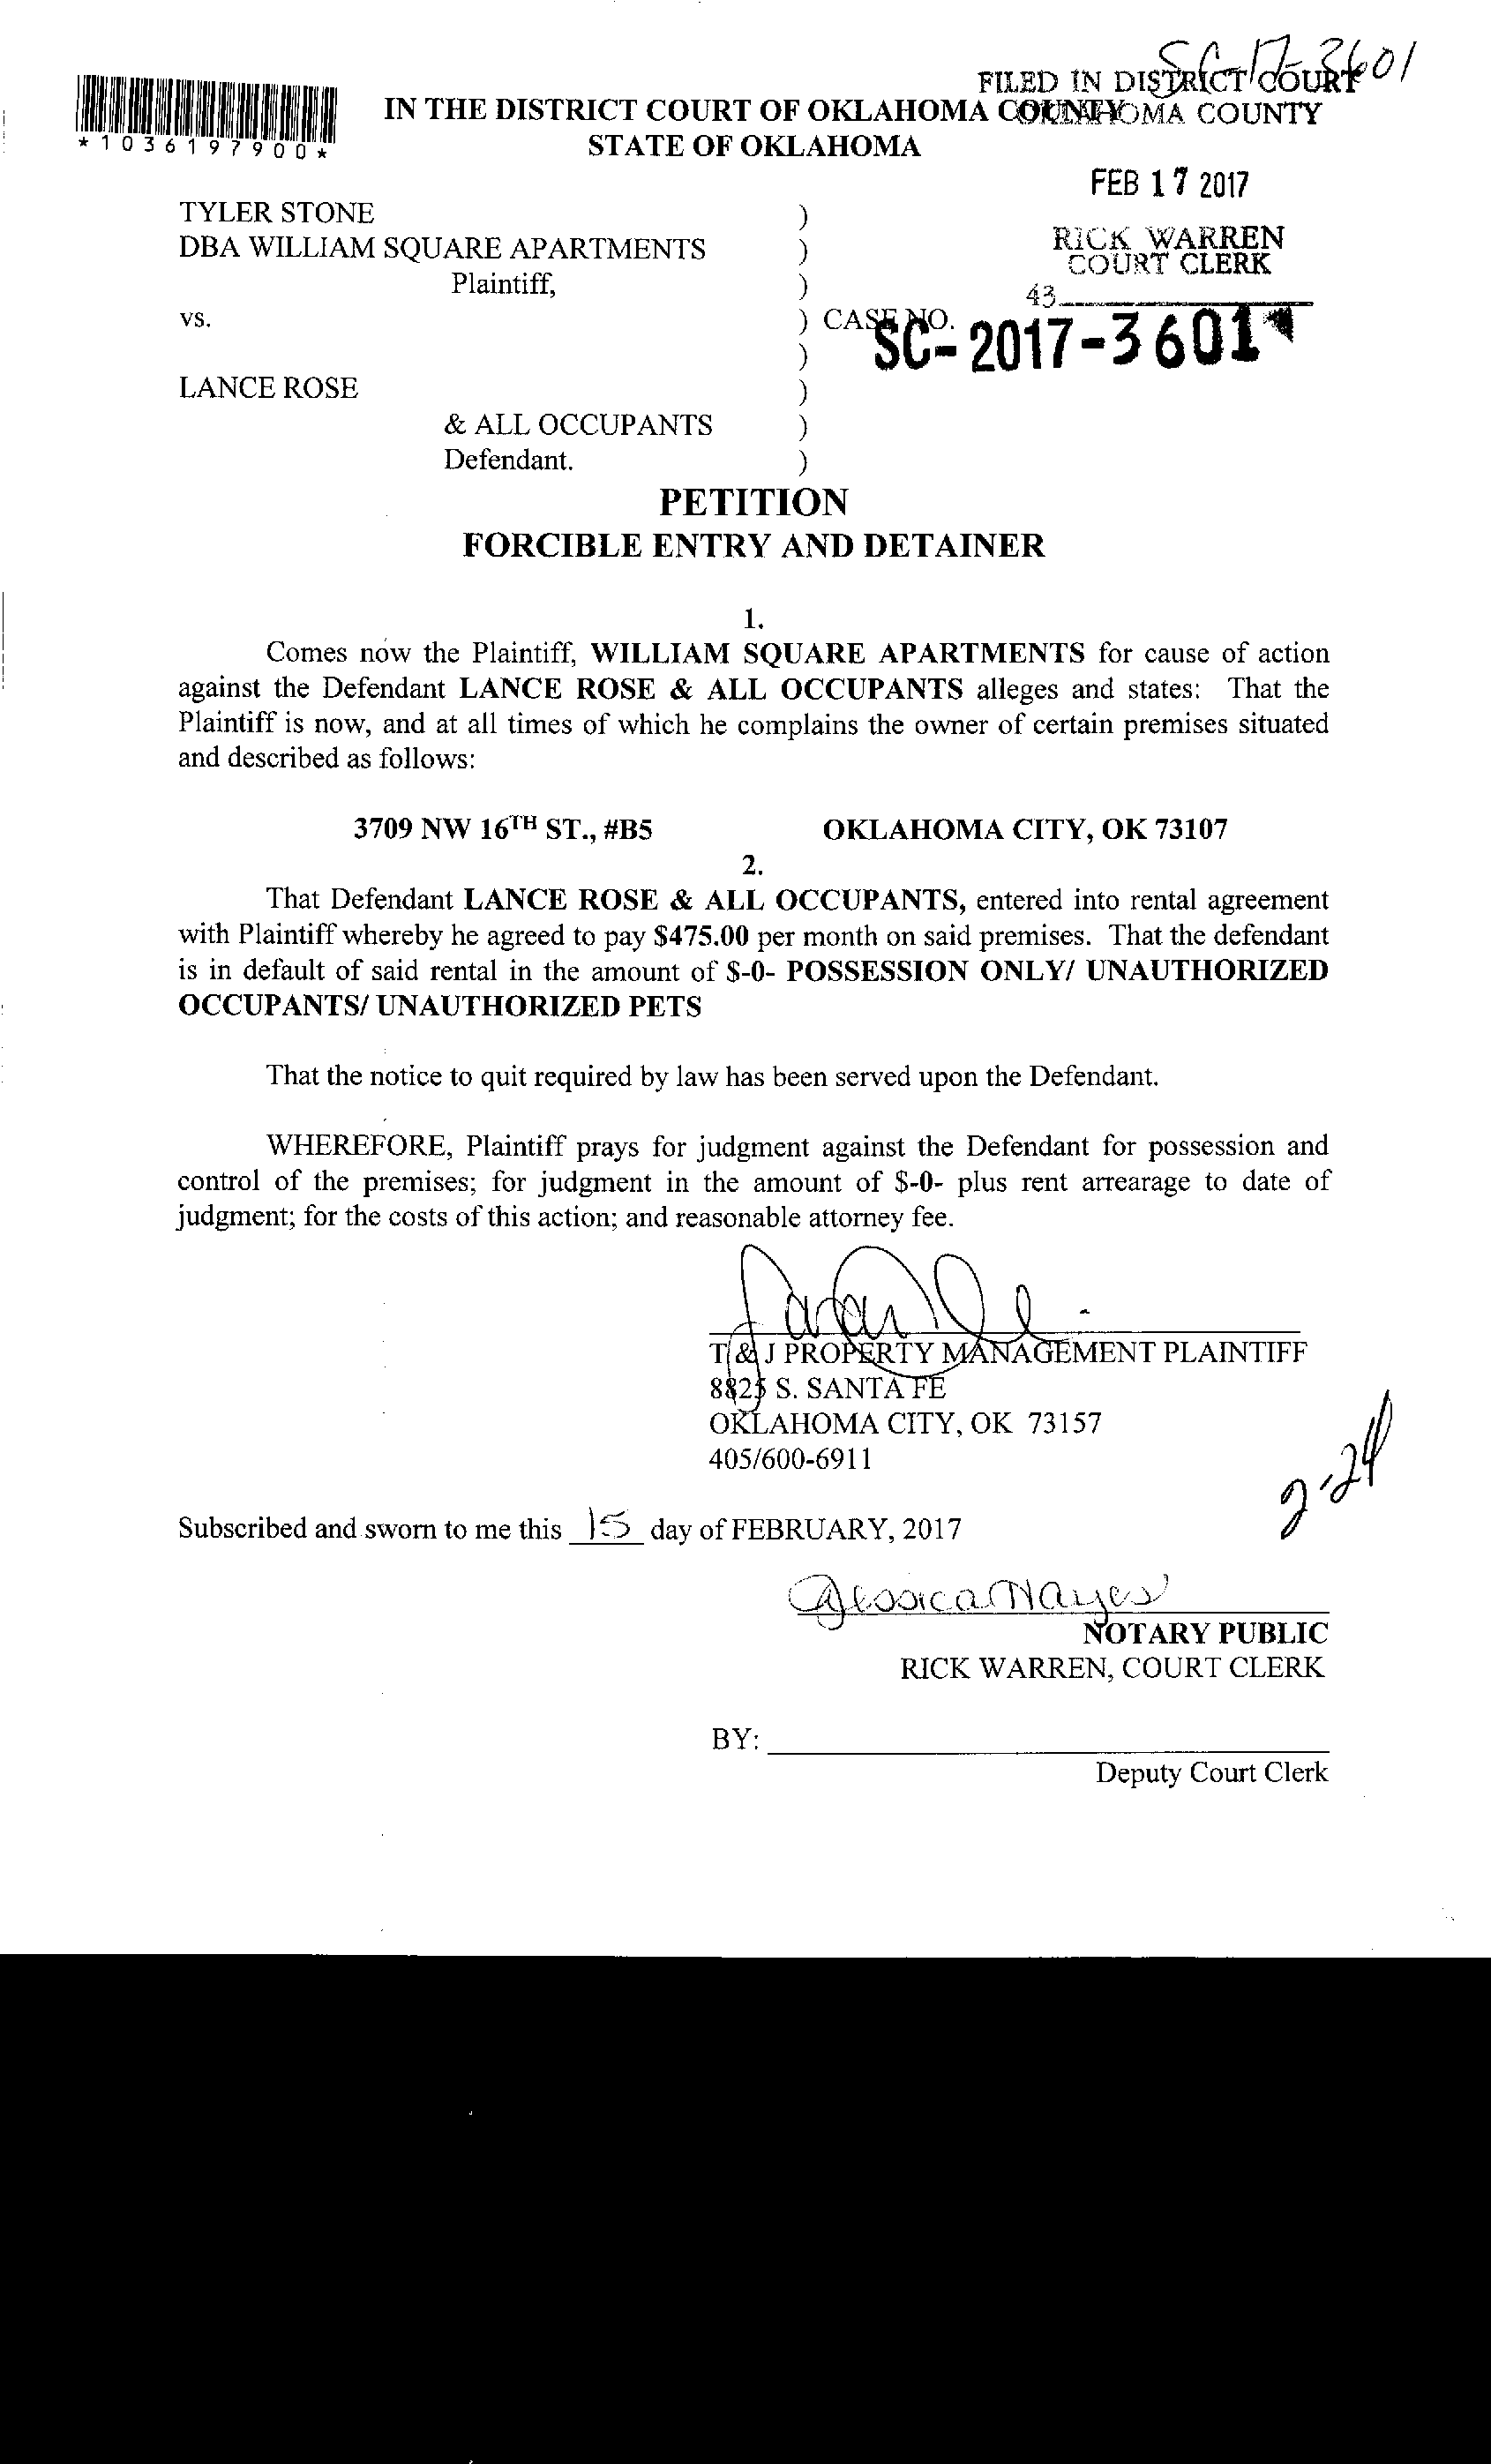 SC-17-3601
FILED IN DISTRICT COURT
IN THE DISTRICT COURT OF OKLAHOMA COUNTY
OKLAHOMA COUNTY
*1036197900*
STATE OF OKLAHOMA
FEB 17 2017
TYLER STONE )
DBA WILLIAM SQUARE APARTMENTS )
RICK WARREN
COURT CLERK
Plaintiff, )
43
vs. ) CASE NO.
SC-2017-3601
)
LANCE ROSE )
& ALL OCCUPANTS )
Defendant. )
PETITION
FORCIBLE ENTRY AND DETAINER
1.
Comes now the Plaintiff, WILLIAM SQUARE APARTMENTS for cause of action
against the Defendant LANCE ROSE & ALL OCCUPANTS alleges and states: That the
Plaintiff is now, and at all times of which he complains the owner of certain premises situated
and described as follows:
3709 NW 16TH ST., #B5 OKLAHOMA CITY, OK 73107
2.
That Defendant LANCE ROSE & ALL OCCUPANTS, entered into rental agreement
with Plaintiff whereby he agreed to pay $475.00 per month on said premises. That the defendant
is in default of said rental in the amount of $-0- POSSESSION ONLY/ UNAUTHORIZED
OCCUPANTS/ UNAUTHORIZED PETS
That the notice to quit required by law has been served upon the Defendant.
WHEREFORE, Plaintiff prays for judgment against the Defendant for possession and
control of the premises; for judgment in the amount of $-0- plus rent arrearage to date of
judgment; for the costs of this action; and reasonable attorney fee.
T & J PROPERTY MANAGEMENT PLAINTIFF
8825 S. SANTA FE
OKLAHOMA CITY, OK 73157
405/600-6911
2-24
Subscribed and sworn to me this 15 day of FEBRUARY, 2017
Jessica Mayes
NOTARY PUBLIC
RICK WARREN, COURT CLERK
BY:
Deputy Court Clerk